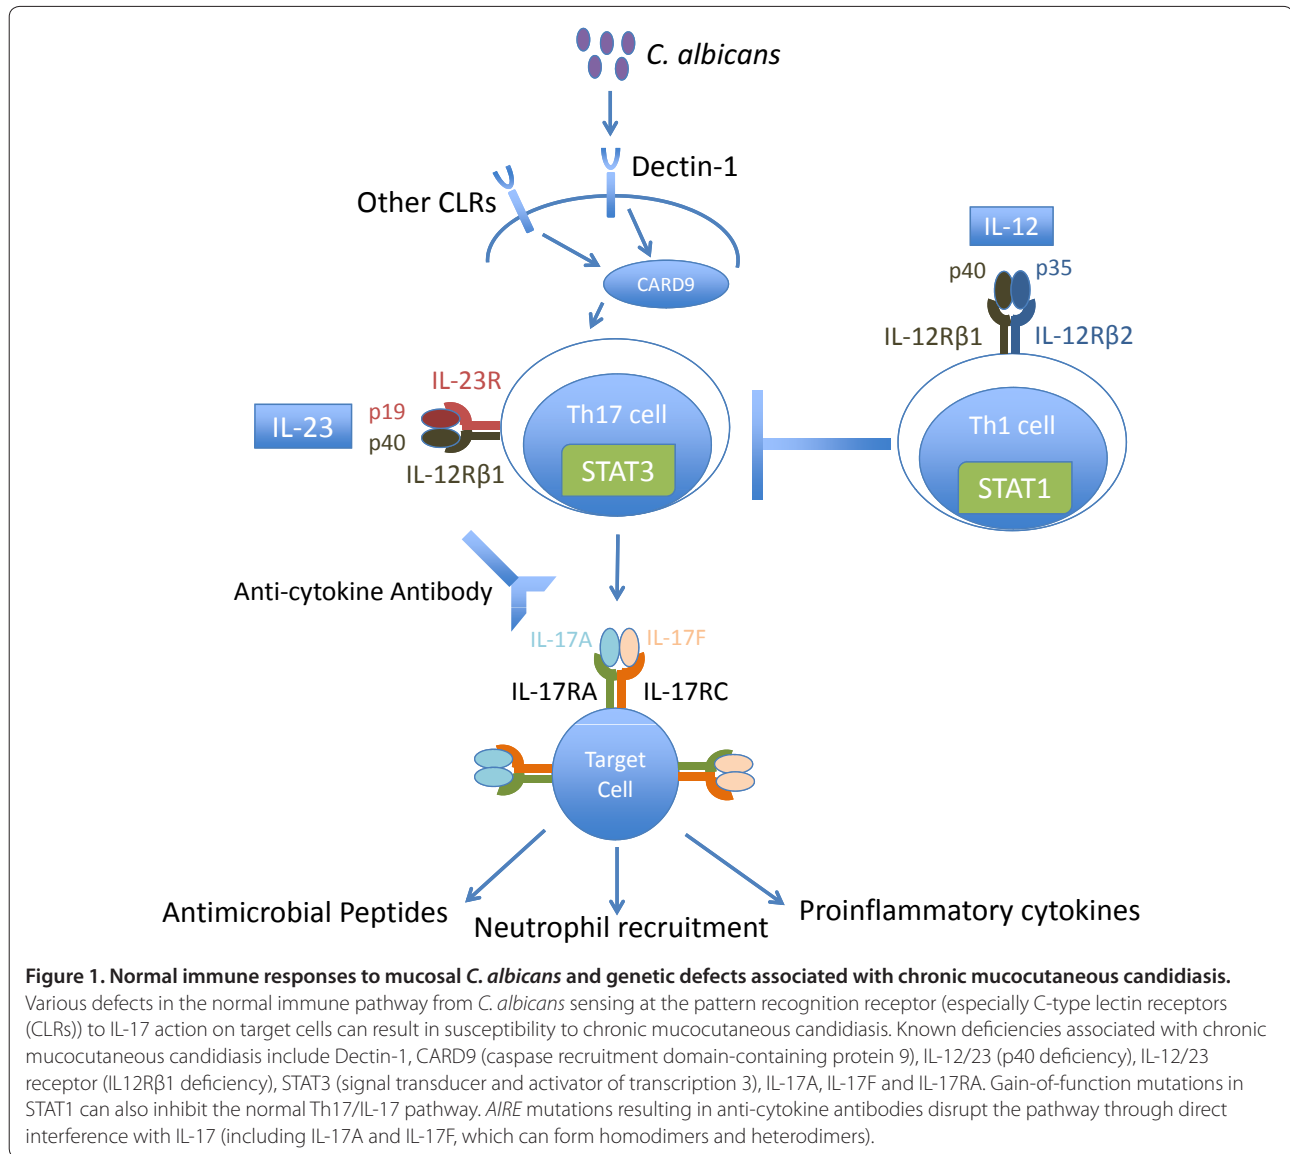 C. albicans
Dectin-1
Other CLRs
CARD9
IL-12
p40
p35
IL-12Rβ1
IL-12Rβ2
IL-23R
IL-23
p19
p40
IL-12Rβ1
Th17 cell
STAT3
Th1 cell
STAT1
Anti-cytokine Antibody
IL-17A
IL-17F
IL-17RA
IL-17RC
Target
Cell
Antimicrobial Peptides
Neutrophil recruitment
Proinflammatory cytokines
Figure 1. Normal immune responses to mucosal C. albicans and genetic defects associated with chronic mucocutaneous candidiasis.
Various defects in the normal immune pathway from C. albicans sensing at the pattern recognition receptor (especially C-type lectin receptors
(CLRs)) to IL-17 action on target cells can result in susceptibility to chronic mucocutaneous candidiasis. Known deficiencies associated with chronic
mucocutaneous candidiasis include Dectin-1, CARD9 (caspase recruitment domain-containing protein 9), IL-12/23 (p40 deficiency), IL-12/23
receptor (IL12Rβ1 deficiency), STAT3 (signal transducer and activator of transcription 3), IL-17A, IL-17F and IL-17RA. Gain-of-function mutations in
STAT1 can also inhibit the normal Th17/IL-17 pathway. AIRE mutations resulting in anti-cytokine antibodies disrupt the pathway through direct
interference with IL-17 (including IL-17A and IL-17F, which can form homodimers and heterodimers).